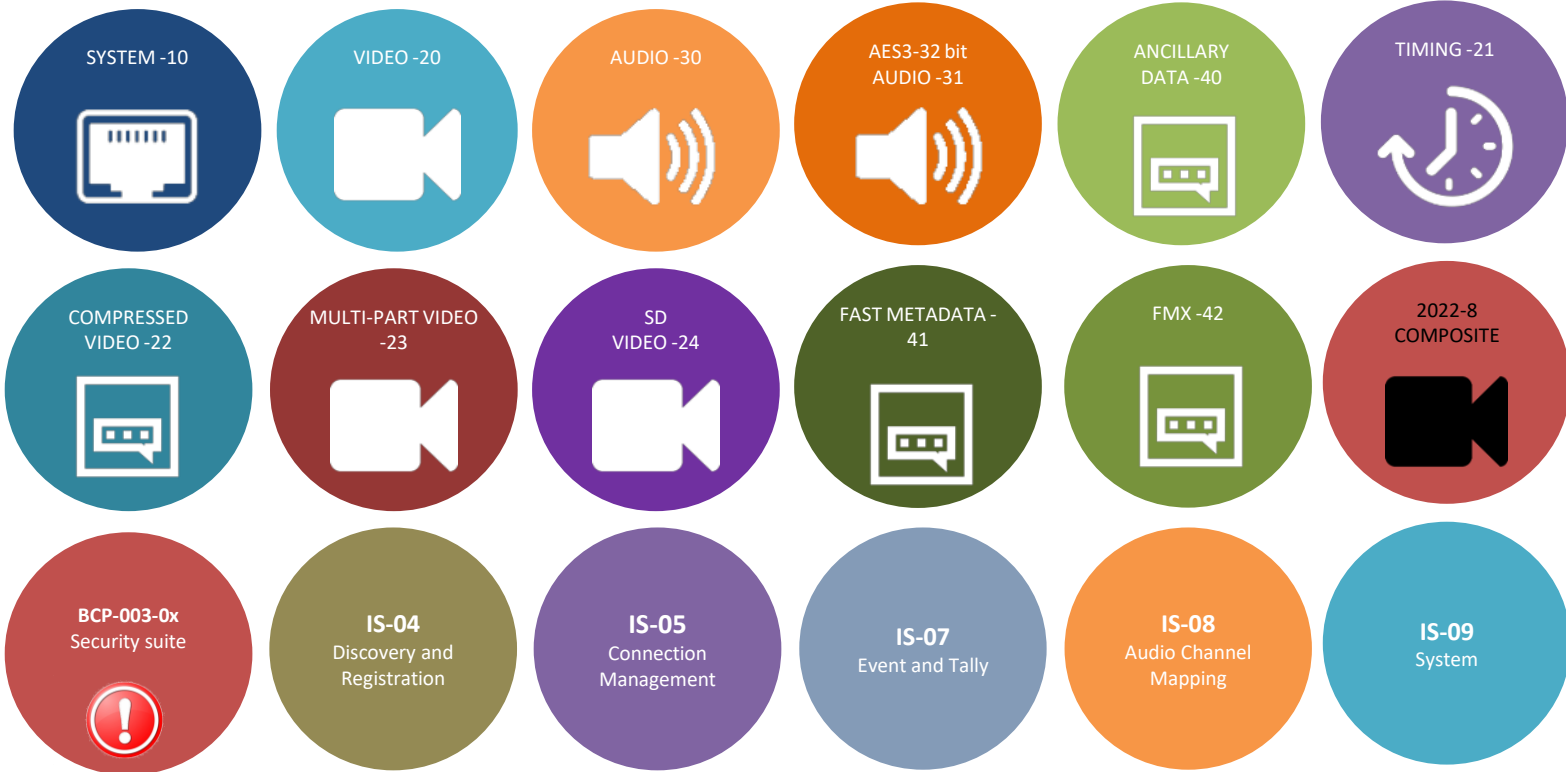 SYSTEM -10
VIDEO -20
AUDIO -30
AES3-32 bit
AUDIO -31
ANCILLARY
DATA -40
TIMING -21
COMPRESSED
VIDEO -22
MULTI-PART VIDEO
-23
SD
VIDEO -24
FAST METADATA -
41
FMX -42
2022-8
COMPOSITE
BCP-003-0x
Security suite
IS-04
Discovery and
Registration
IS-05
Connection
Management
IS-07
Event and Tally
IS-08
Audio Channel
Mapping
IS-09
System